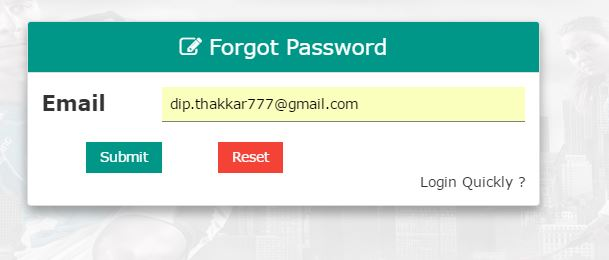 Forgot Password
Email dip.thakkar777@gmail.com
Submit Reset
Login Quickly ?